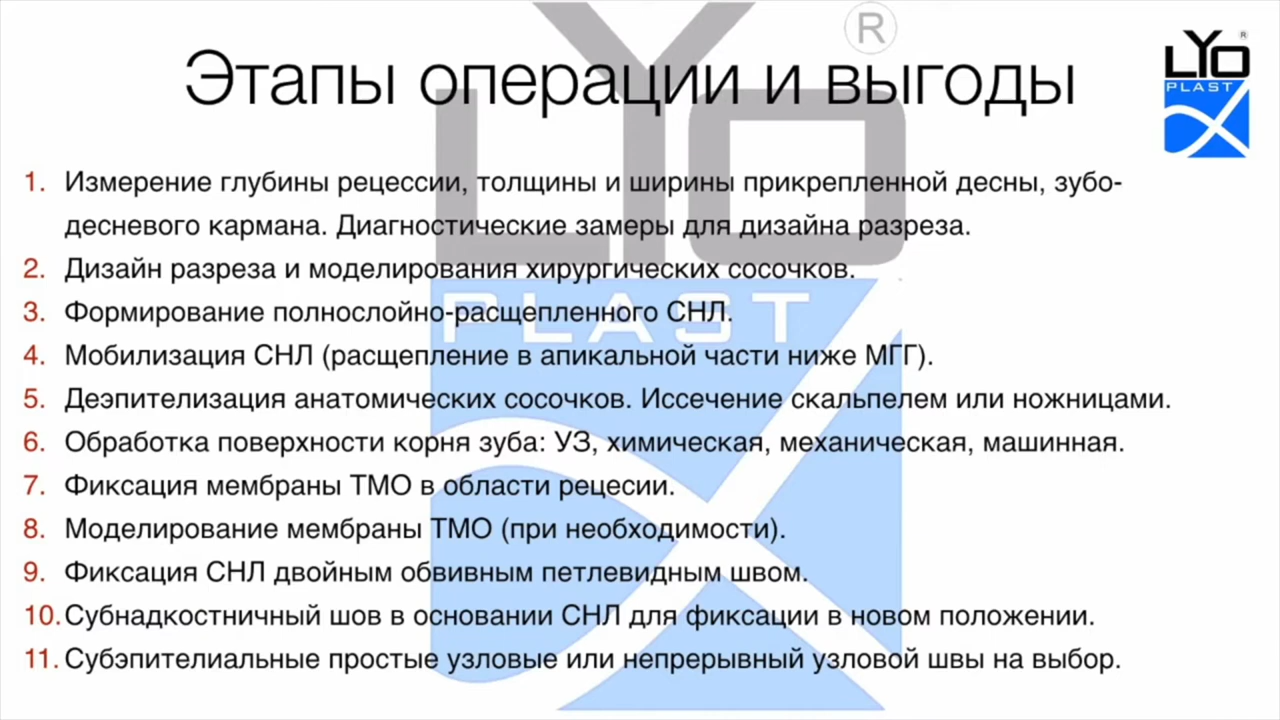 Этапы операции и выгоды
LYO
PLAST
®
LYO
PLAST
®
1. Измерение глубины рецессии, толщины и ширины прикрепленной десны, зубо-
десневого кармана. Диагностические замеры для дизайна разреза.
2. Дизайн разреза и моделирования хирургических сосочков.
3. Формирование полнослойно-расщепленного СНЛ.
4. Мобилизация СНЛ (расщепление в апикальной части ниже МГГ).
5. Деэпителизация анатомических сосочков. Иссечение скальпелем или ножницами.
6. Обработка поверхности корня зуба: УЗ, химическая, механическая, машинная.
7. Фиксация мембраны ТМО в области рецесии.
8. Моделирование мембраны ТМО (при необходимости).
9. Фиксация СНЛ двойным обвивным петлевидным швом.
10. Субнадкостничный шов в основании СНЛ для фиксации в новом положении.
11. Субэпителиальные простые узловые или непрерывный узловой швы на выбор.